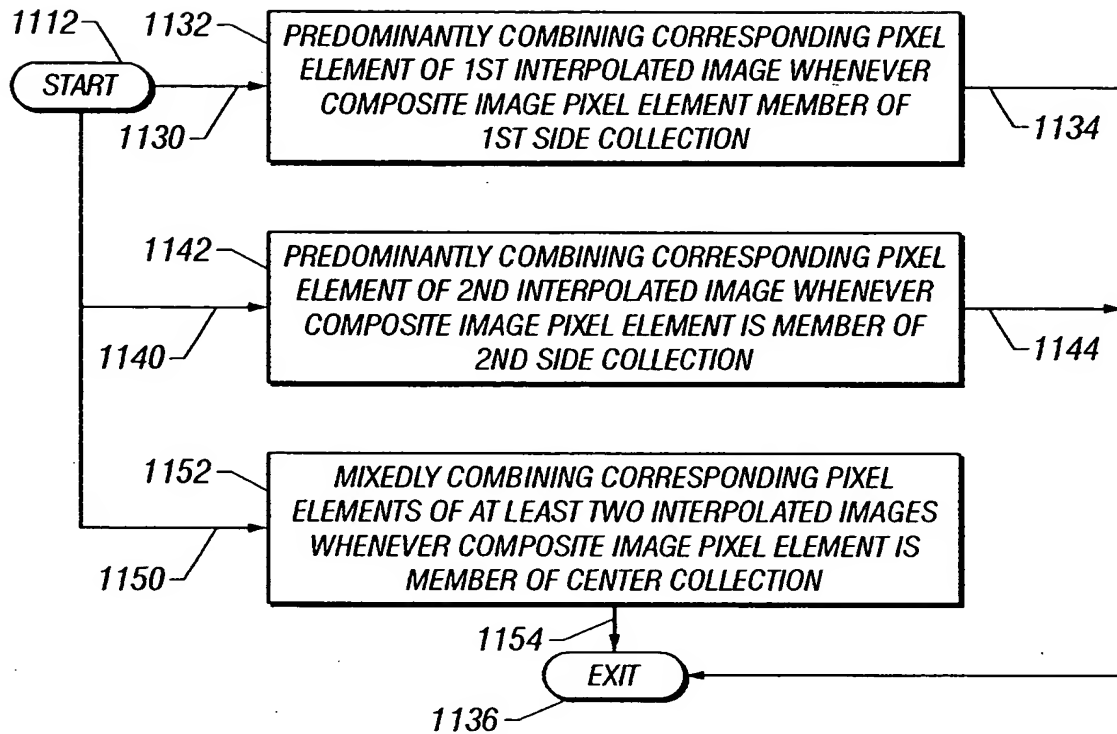 1112
START
1130
1132
PREDOMINANTLY COMBINING CORRESPONDING PIXEL
ELEMENT OF 1ST INTERPOLATED IMAGE WHENEVER
COMPOSITE IMAGE PIXEL ELEMENT MEMBER OF
1ST SIDE COLLECTION
1134
1142
PREDOMINANTLY COMBINING CORRESPONDING PIXEL
ELEMENT OF 2ND INTERPOLATED IMAGE WHENEVER
COMPOSITE IMAGE PIXEL ELEMENT IS MEMBER OF
2ND SIDE COLLECTION
1140
1144
1152
MIXEDLY COMBINING CORRESPONDING PIXEL
ELEMENTS OF AT LEAST TWO INTERPOLATED IMAGES
WHENEVER COMPOSITE IMAGE PIXEL ELEMENT IS
MEMBER OF CENTER COLLECTION
1150
1154
EXIT
1136